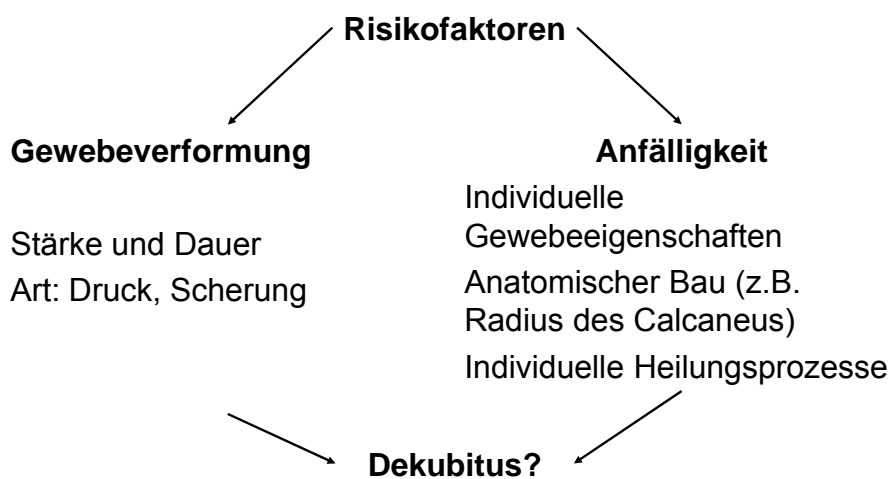 Risikofaktoren
Gewebeverformung
Stärke und Dauer
Art: Druck, Scherung
Anfälligkeit
Individuelle
Gewebeeigenschaften
Anatomischer Bau (z.B.
Radius des Calcaneus)
Individuelle Heilungsprozesse
Dekubitus?